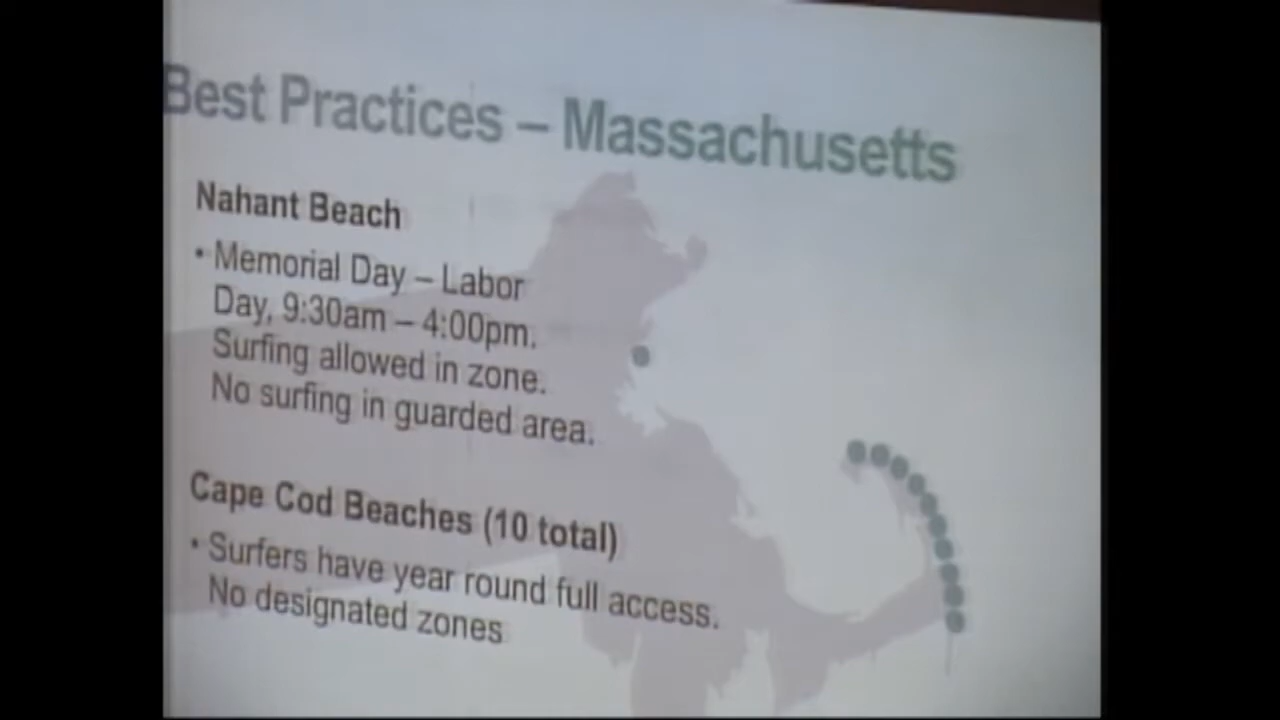 Best Practices – Massachusetts
Nahant Beach
• Memorial Day – Labor
Day, 9:30am – 4:00pm.
Surfing allowed in zone.
No surfing in guarded area.
Cape Cod Beaches (10 total)
• Surfers have year round full access.
No designated zones